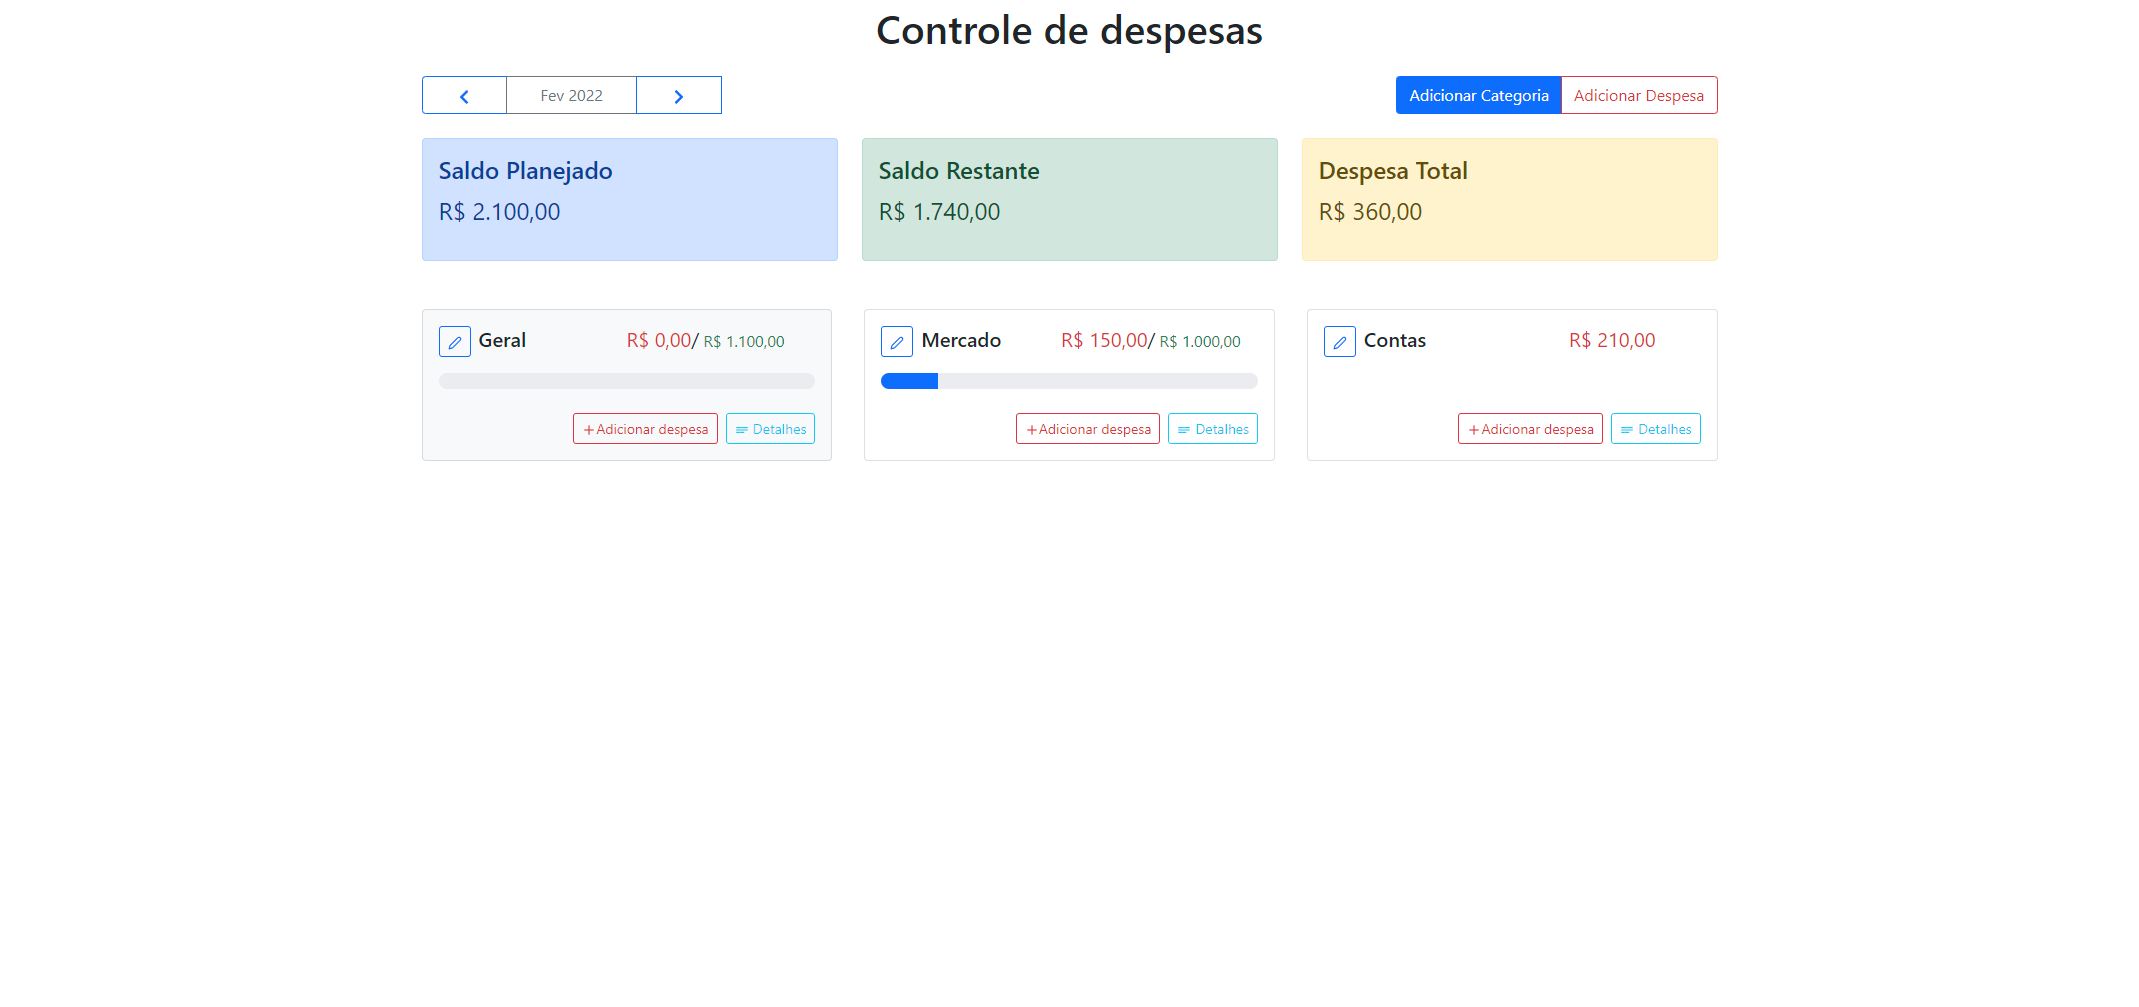 Controle de despesas
Fev 2022
Adicionar Categoria
Adicionar Despesa
Saldo Planejado
R$ 2.100,00
Saldo Restante
R$ 1.740,00
Despesa Total
R$ 360,00
Geral
R$ 0,00/ R$ 1.100,00
+Adicionar despesa
Detalhes
Mercado
R$ 150,00/ R$ 1.000,00
+Adicionar despesa
Detalhes
Contas
R$ 210,00
+Adicionar despesa
Detalhes